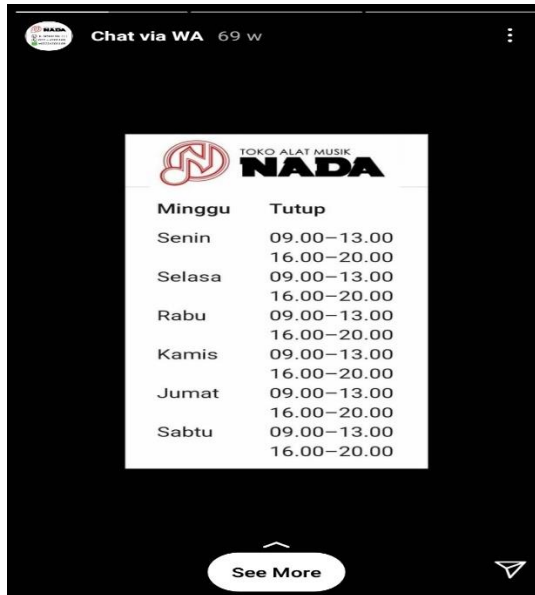 NADA
Chat via WA 69 w
TOKO ALAT MUSIK
NADA
Minggu Tutup
Senin 09.00–13.00
16.00–20.00
Selasa 09.00–13.00
16.00–20.00
Rabu 09.00–13.00
16.00–20.00
Kamis 09.00–13.00
16.00–20.00
Jumat 09.00–13.00
16.00–20.00
Sabtu 09.00–13.00
16.00–20.00
See More